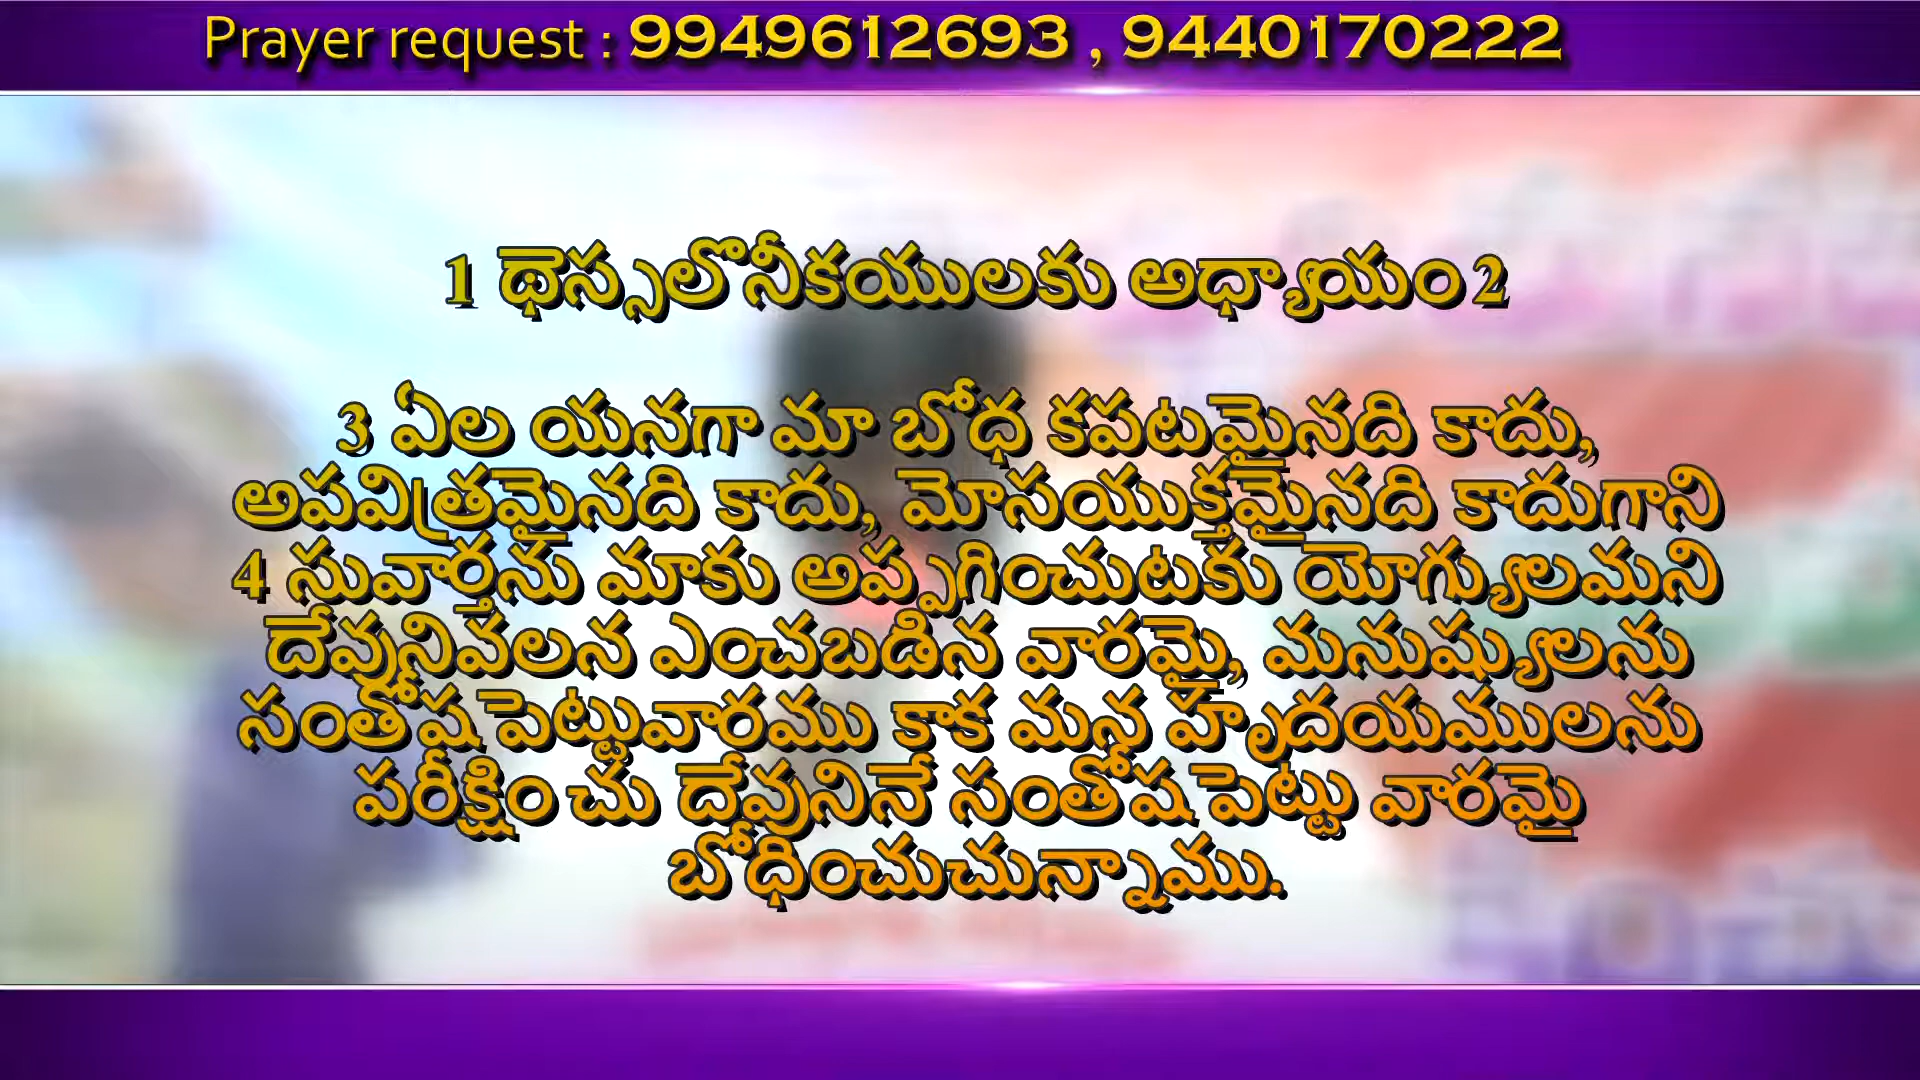 Prayer request : 9949612693 , 9440170222
1 థెస్సలొనీకయులకు అధ్యాయం 2
3 ఏల యనగా మా బోధ కపటమైనది కాదు,
అపవిత్రమైనది కాదు, మోసయుక్తమైనది కాదుగాని
4 సువార్తను మాకు అప్పగించుటకు యోగ్యులమని
దేవునివలన ఎంచబడిన వారమై, మనుష్యులను
సంతోష పెట్టువారము కాక మన హృదయములను
పరీక్షిం చు దేవునినే సంతోష పెట్టు వారమై
బోధించుచున్నాము.